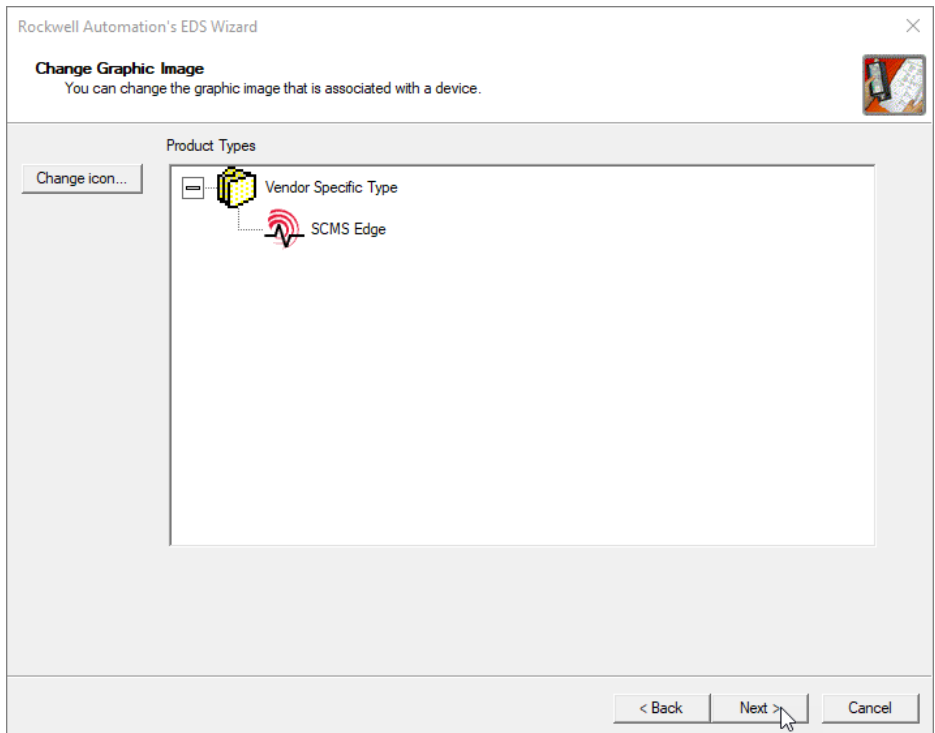 Rockwell Automation's EDS Wizard
Change Graphic Image
You can change the graphic image that is associated with a device.
Product Types
Change icon...
Vendor Specific Type
SCMS Edge
< Back
Next >
Cancel